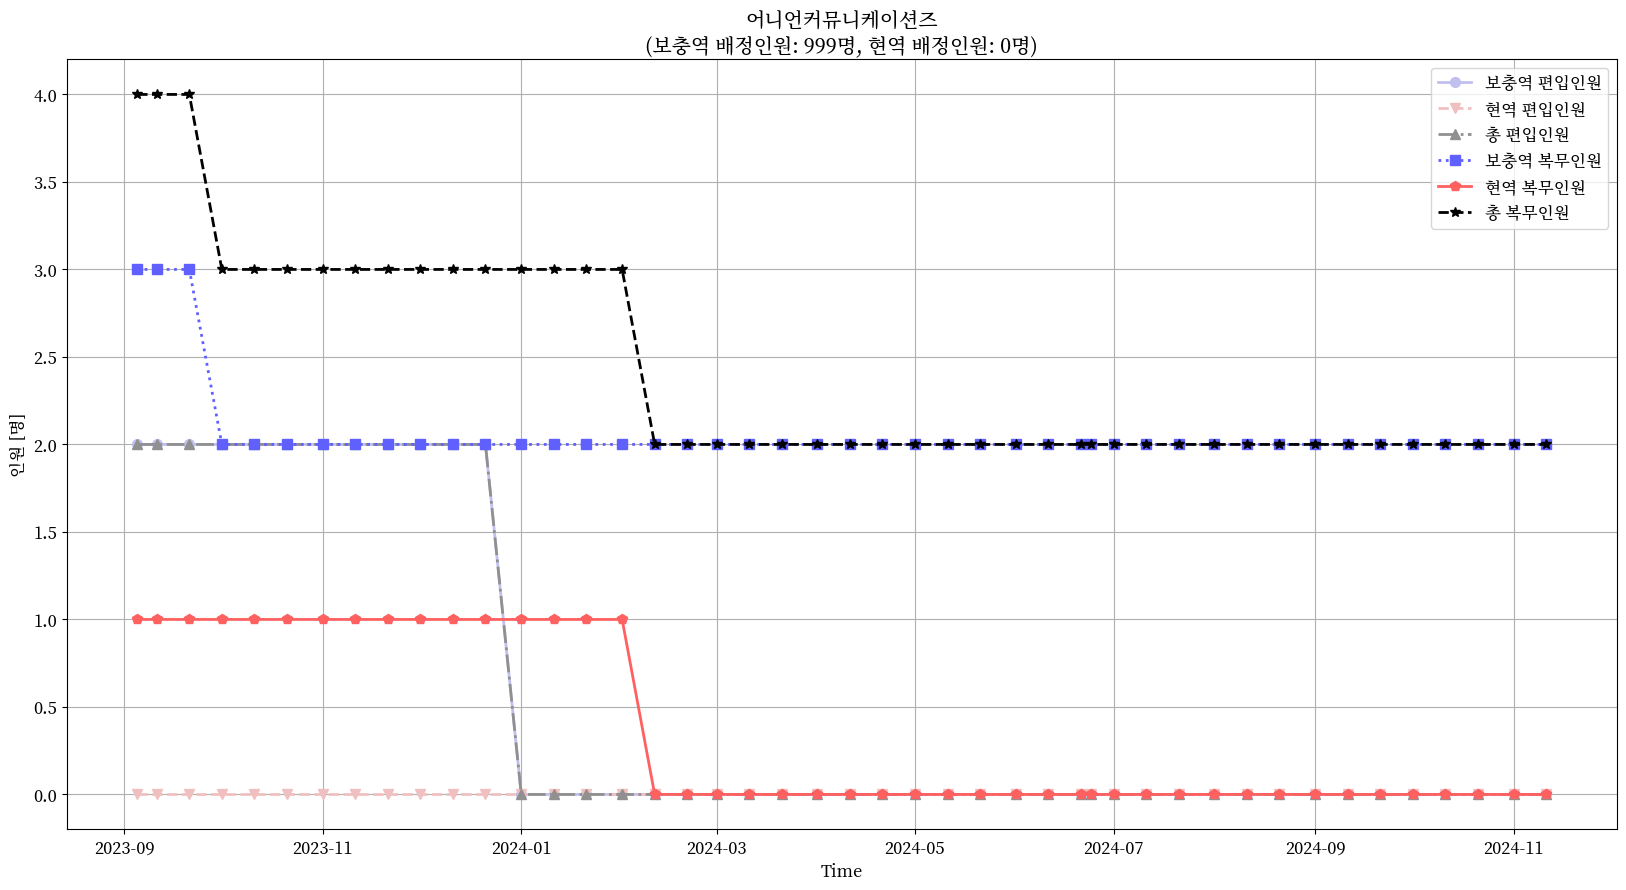 어니언커뮤니케이션즈
(보충역 배정인원: 999명, 현역 배정인원: 0명)
보충역 편입인원
현역 편입인원
총 편입인원
보충역 복무인원
현역 복무인원
총 복무인원
인원 [명]
4.0
3.5
3.0
2.5
2.0
1.5
1.0
0.5
0.0
2023-09
2023-11
2024-01
2024-03
2024-05
2024-07
2024-09
2024-11
Time